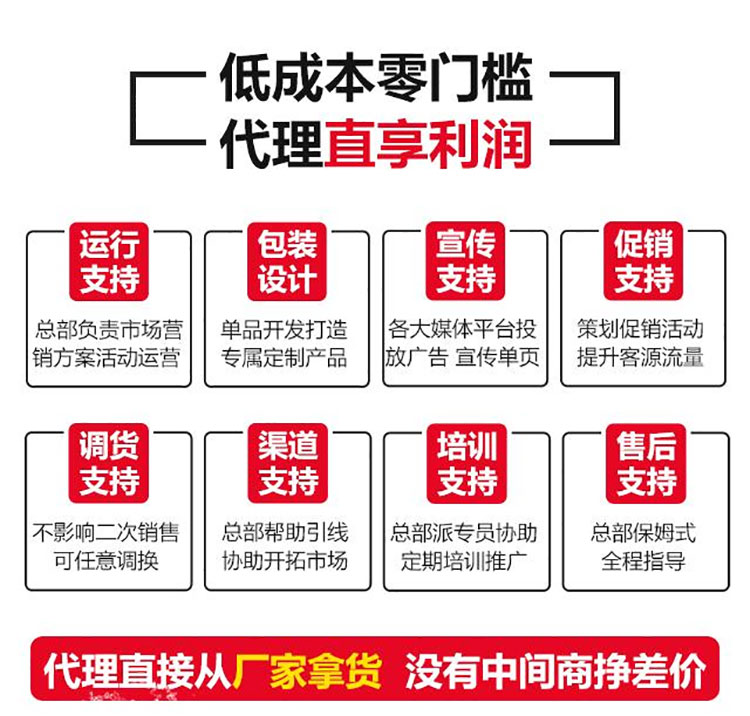 低成本零门槛
代理直享利润
运行
支持
总部负责市场营
销方案活动运营
包装
设计
单品开发打造
专属定制产品
宣传
支持
各大媒体平台投
放广告 宣传单页
促销
支持
策划促销活动
提升客源流量
调货
支持
不影响二次销售
可任意调换
渠道
支持
总部帮助引线
协助开拓市场
培训
支持
总部派专员协助
定期培训推广
售后
支持
总部保姆式
全程指导
代理直接从厂家拿货 没有中间商挣差价